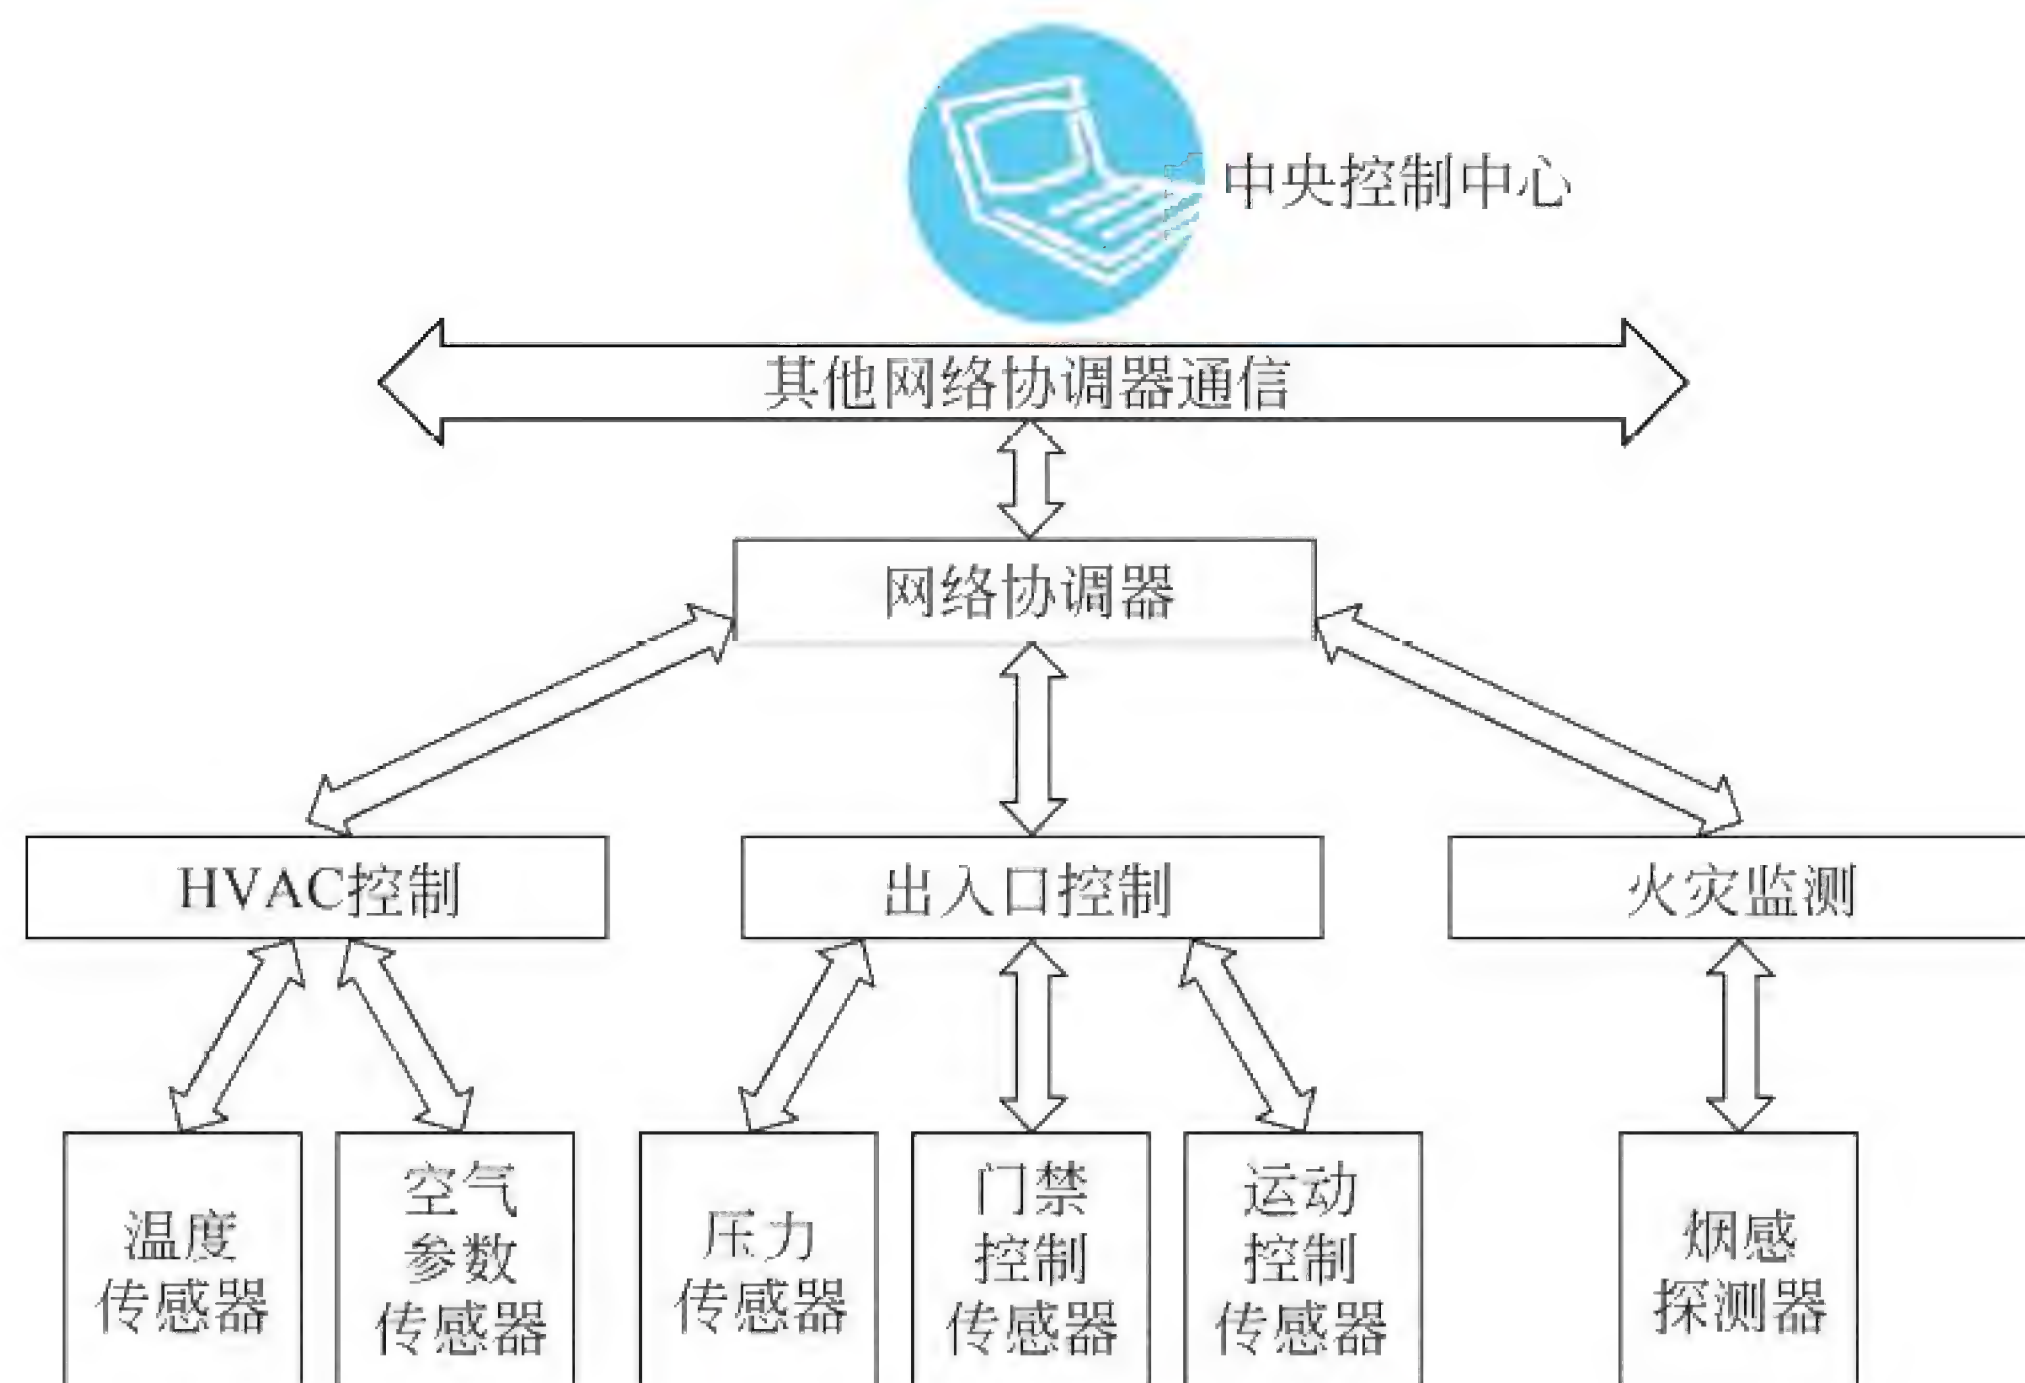 中央控制中心
其他网络协调器通信
网络协调器
HVAC控制
出入口控制
火灾监测
温度
传感器
空气
参数
传感器
压力
传感器
门禁
控制
传感器
运动
控制
传感器
烟感
探测器